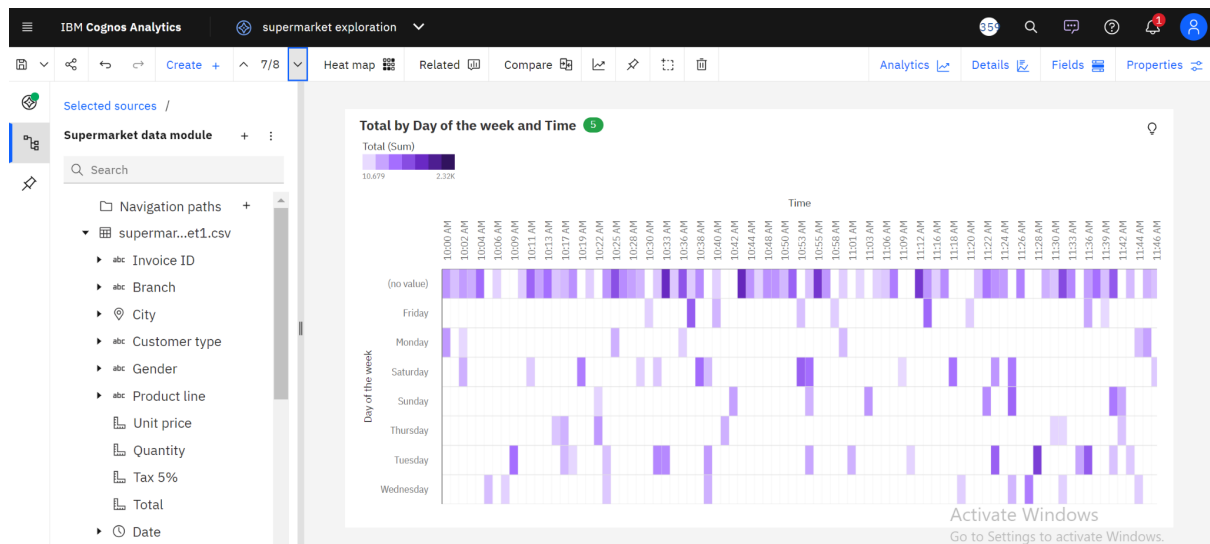 IBM Cognos Analytics
supermarket exploration
359
1
Create +
7/8
Heat map
Related
Compare
Analytics
Details
Fields
Properties
Selected sources /
Supermarket data module
Search
Navigation paths +
supermar...et1.csv
abc Invoice ID
abc Branch
City
abc Customer type
abc Gender
abc Product line
Unit price
Quantity
Tax 5%
Total
Date
Total by Day of the week and Time 5
Total (Sum)
10.679 2.32K
Time
10:00 AM 10:02 AM 10:04 AM 10:06 AM 10:09 AM 10:11 AM 10:13 AM 10:17 AM 10:19 AM 10:22 AM 10:25 AM 10:28 AM 10:30 AM 10:33 AM 10:36 AM 10:38 AM 10:40 AM 10:42 AM 10:44 AM 10:48 AM 10:50 AM 10:53 AM 10:55 AM 10:58 AM 11:01 AM 11:03 AM 11:06 AM 11:09 AM 11:12 AM 11:16 AM 11:18 AM 11:20 AM 11:22 AM 11:24 AM 11:26 AM 11:28 AM 11:30 AM 11:33 AM 11:36 AM 11:39 AM 11:42 AM 11:44 AM 11:46 AM
Day of the week
(no value)
Friday
Monday
Saturday
Sunday
Thursday
Tuesday
Wednesday
Activate Windows
Go to Settings to activate Windows.